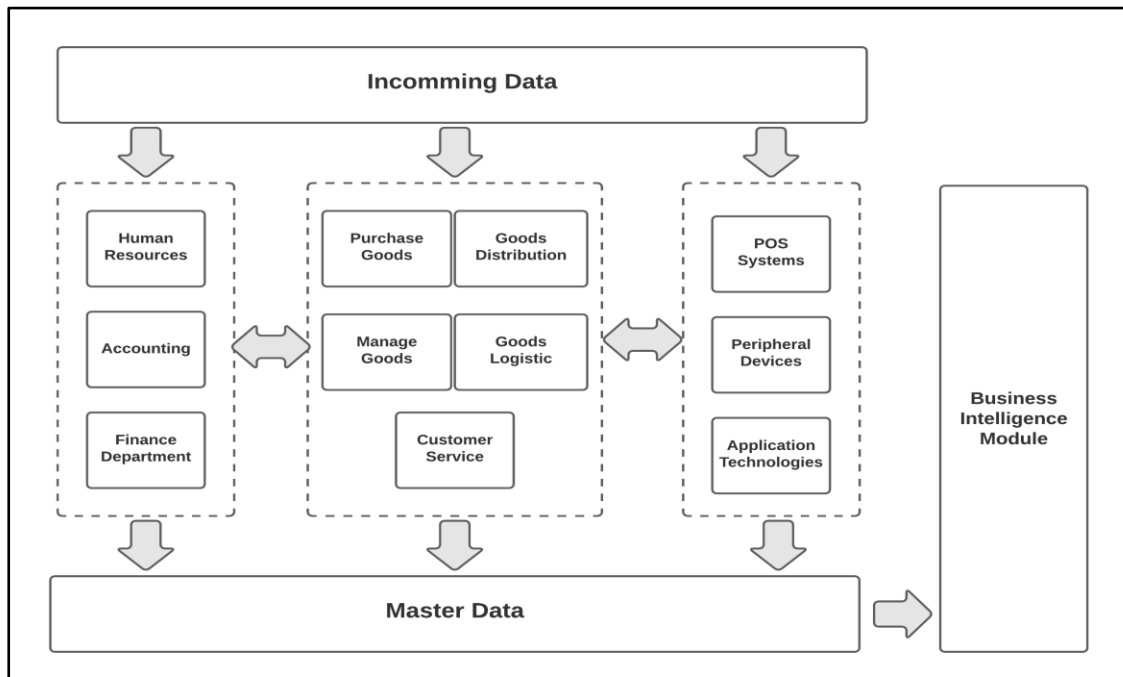 Incomming Data
Human
Resources
Accounting
Finance
Department
Purchase
Goods
Goods
Distribution
Manage
Goods
Goods
Logistic
Customer
Service
POS
Systems
Peripheral
Devices
Application
Technologies
Business
Intelligence
Module
Master Data